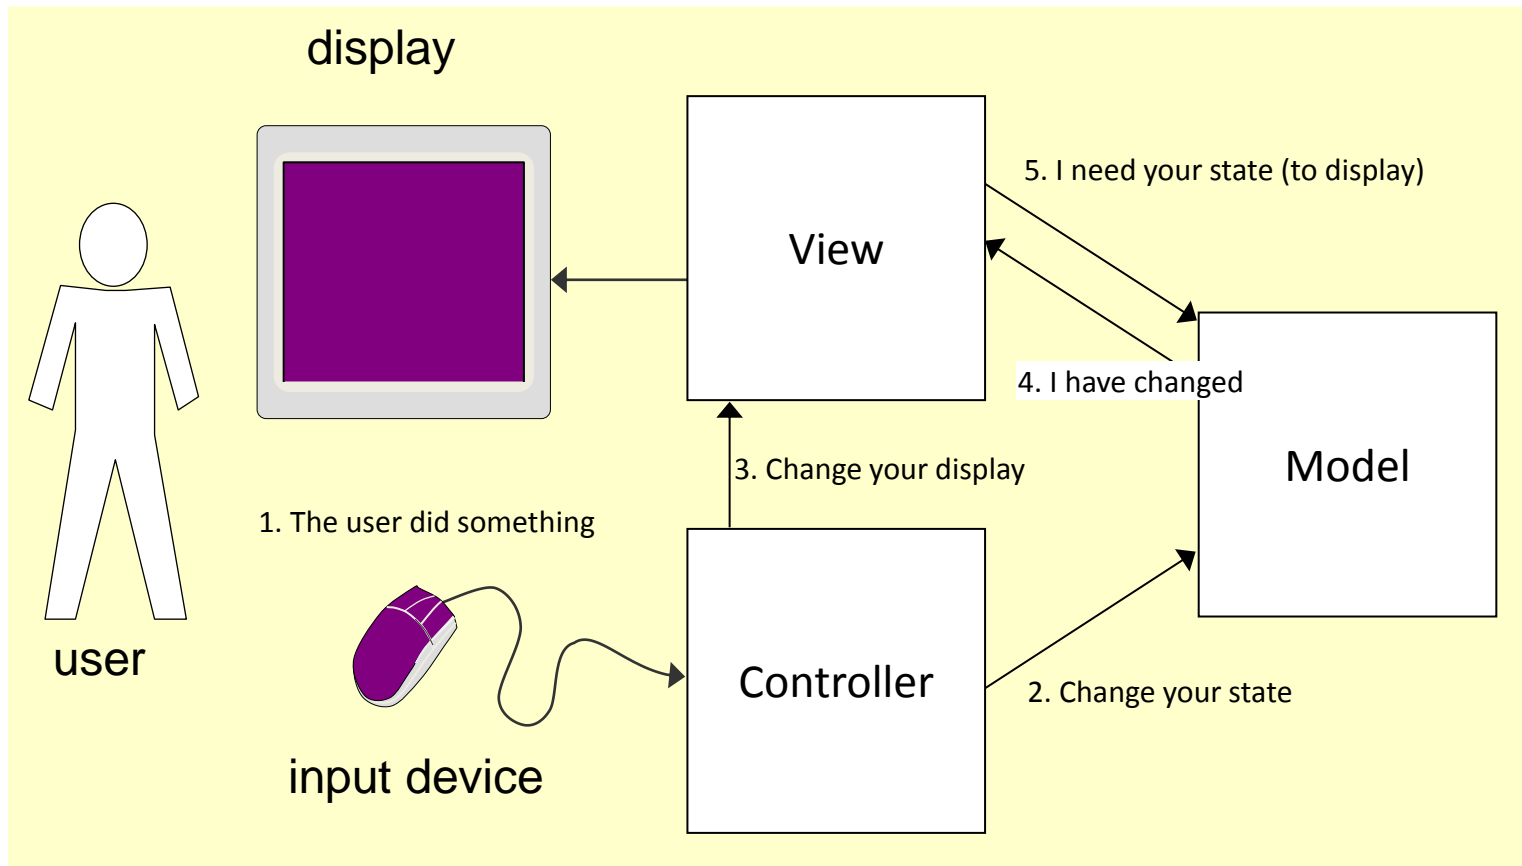 display
View
5. I need your state (to display)
4. I have changed
3. Change your display
Model
1. The user did something
user
Controller
2. Change your state
input device